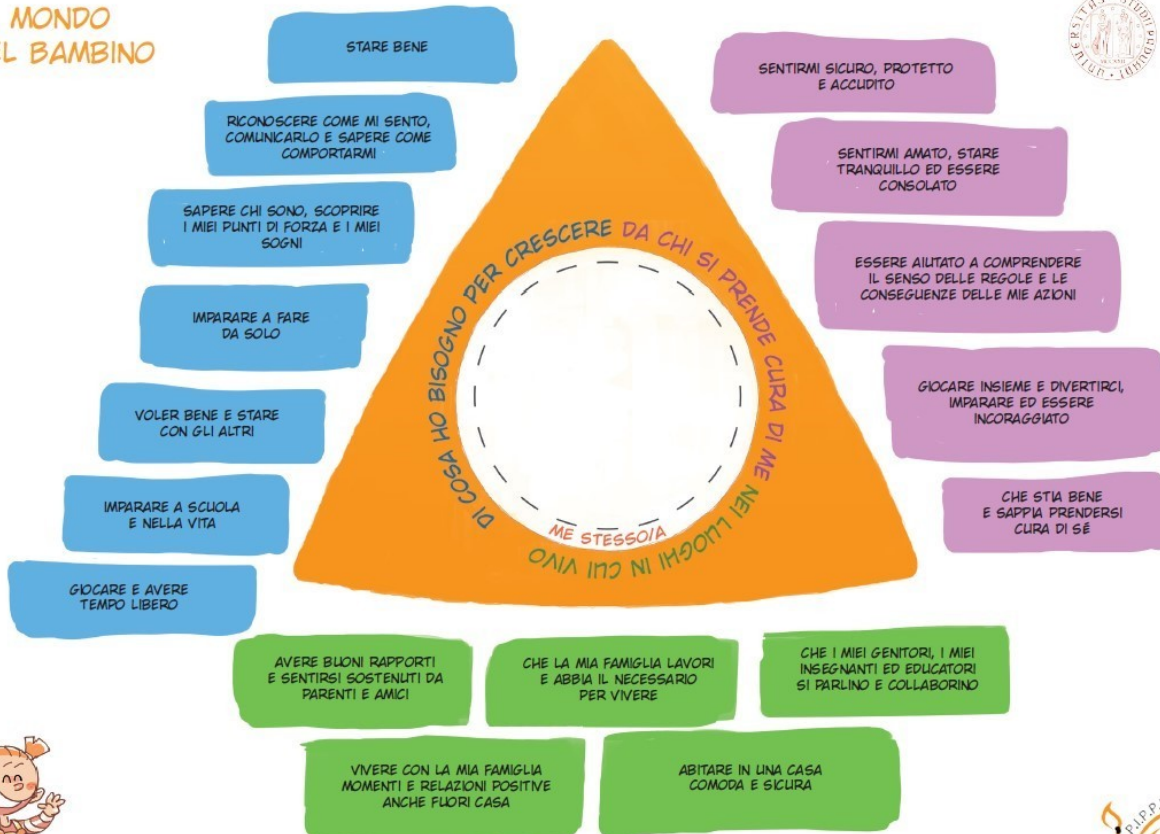 MONDO
EL BAMBINO
STARE BENE
RICONOSCERE COME MI SENTO,
COMUNICARLO E SAPERE COME
COMPORTARMI
SAPERE CHI SONO, SCOPRIRE
I MIEI PUNTI DI FORZA E I MIEI
SOGNI
IMPARARE A FARE
DA SOLO
VOLER BENE E STARE
CON GLI ALTRI
IMPARARE A SCUOLA
E NELLA VITA
GIOCARE E AVERE
TEMPO LIBERO
DI COSA HO BISOGNO PER CRESCERE
DA CHI SI PRENDE CURA DI ME
NEI LUOGHI IN CUI VIVO
ME STESSO/A
SENTIRMI SICURO, PROTETTO
E ACCUDITO
SENTIRMI AMATO, STARE
TRANQUILLO ED ESSERE
CONSOLATO
ESSERE AIUTATO A COMPRENDERE
IL SENSO DELLE REGOLE E LE
CONSEGUENZE DELLE MIE AZIONI
GIOCARE INSIEME E DIVERTIRCI,
IMPARARE ED ESSERE
INCORAGGIATO
CHE STIA BENE
E SAPPIA PRENDERSI
CURA DI SÉ
AVERE BUONI RAPPORTI
E SENTIRSI SOSTENUTI DA
PARENTI E AMICI
CHE LA MIA FAMIGLIA LAVORI
E ABBIA IL NECESSARIO
PER VIVERE
CHE I MIEI GENITORI, I MIEI
INSEGNANTI ED EDUCATORI
SI PARLINO E COLLABORINO
VIVERE CON LA MIA FAMIGLIA
MOMENTI E RELAZIONI POSITIVE
ANCHE FUORI CASA
ABITARE IN UNA CASA
COMODA E SICURA
P.I.P.P.